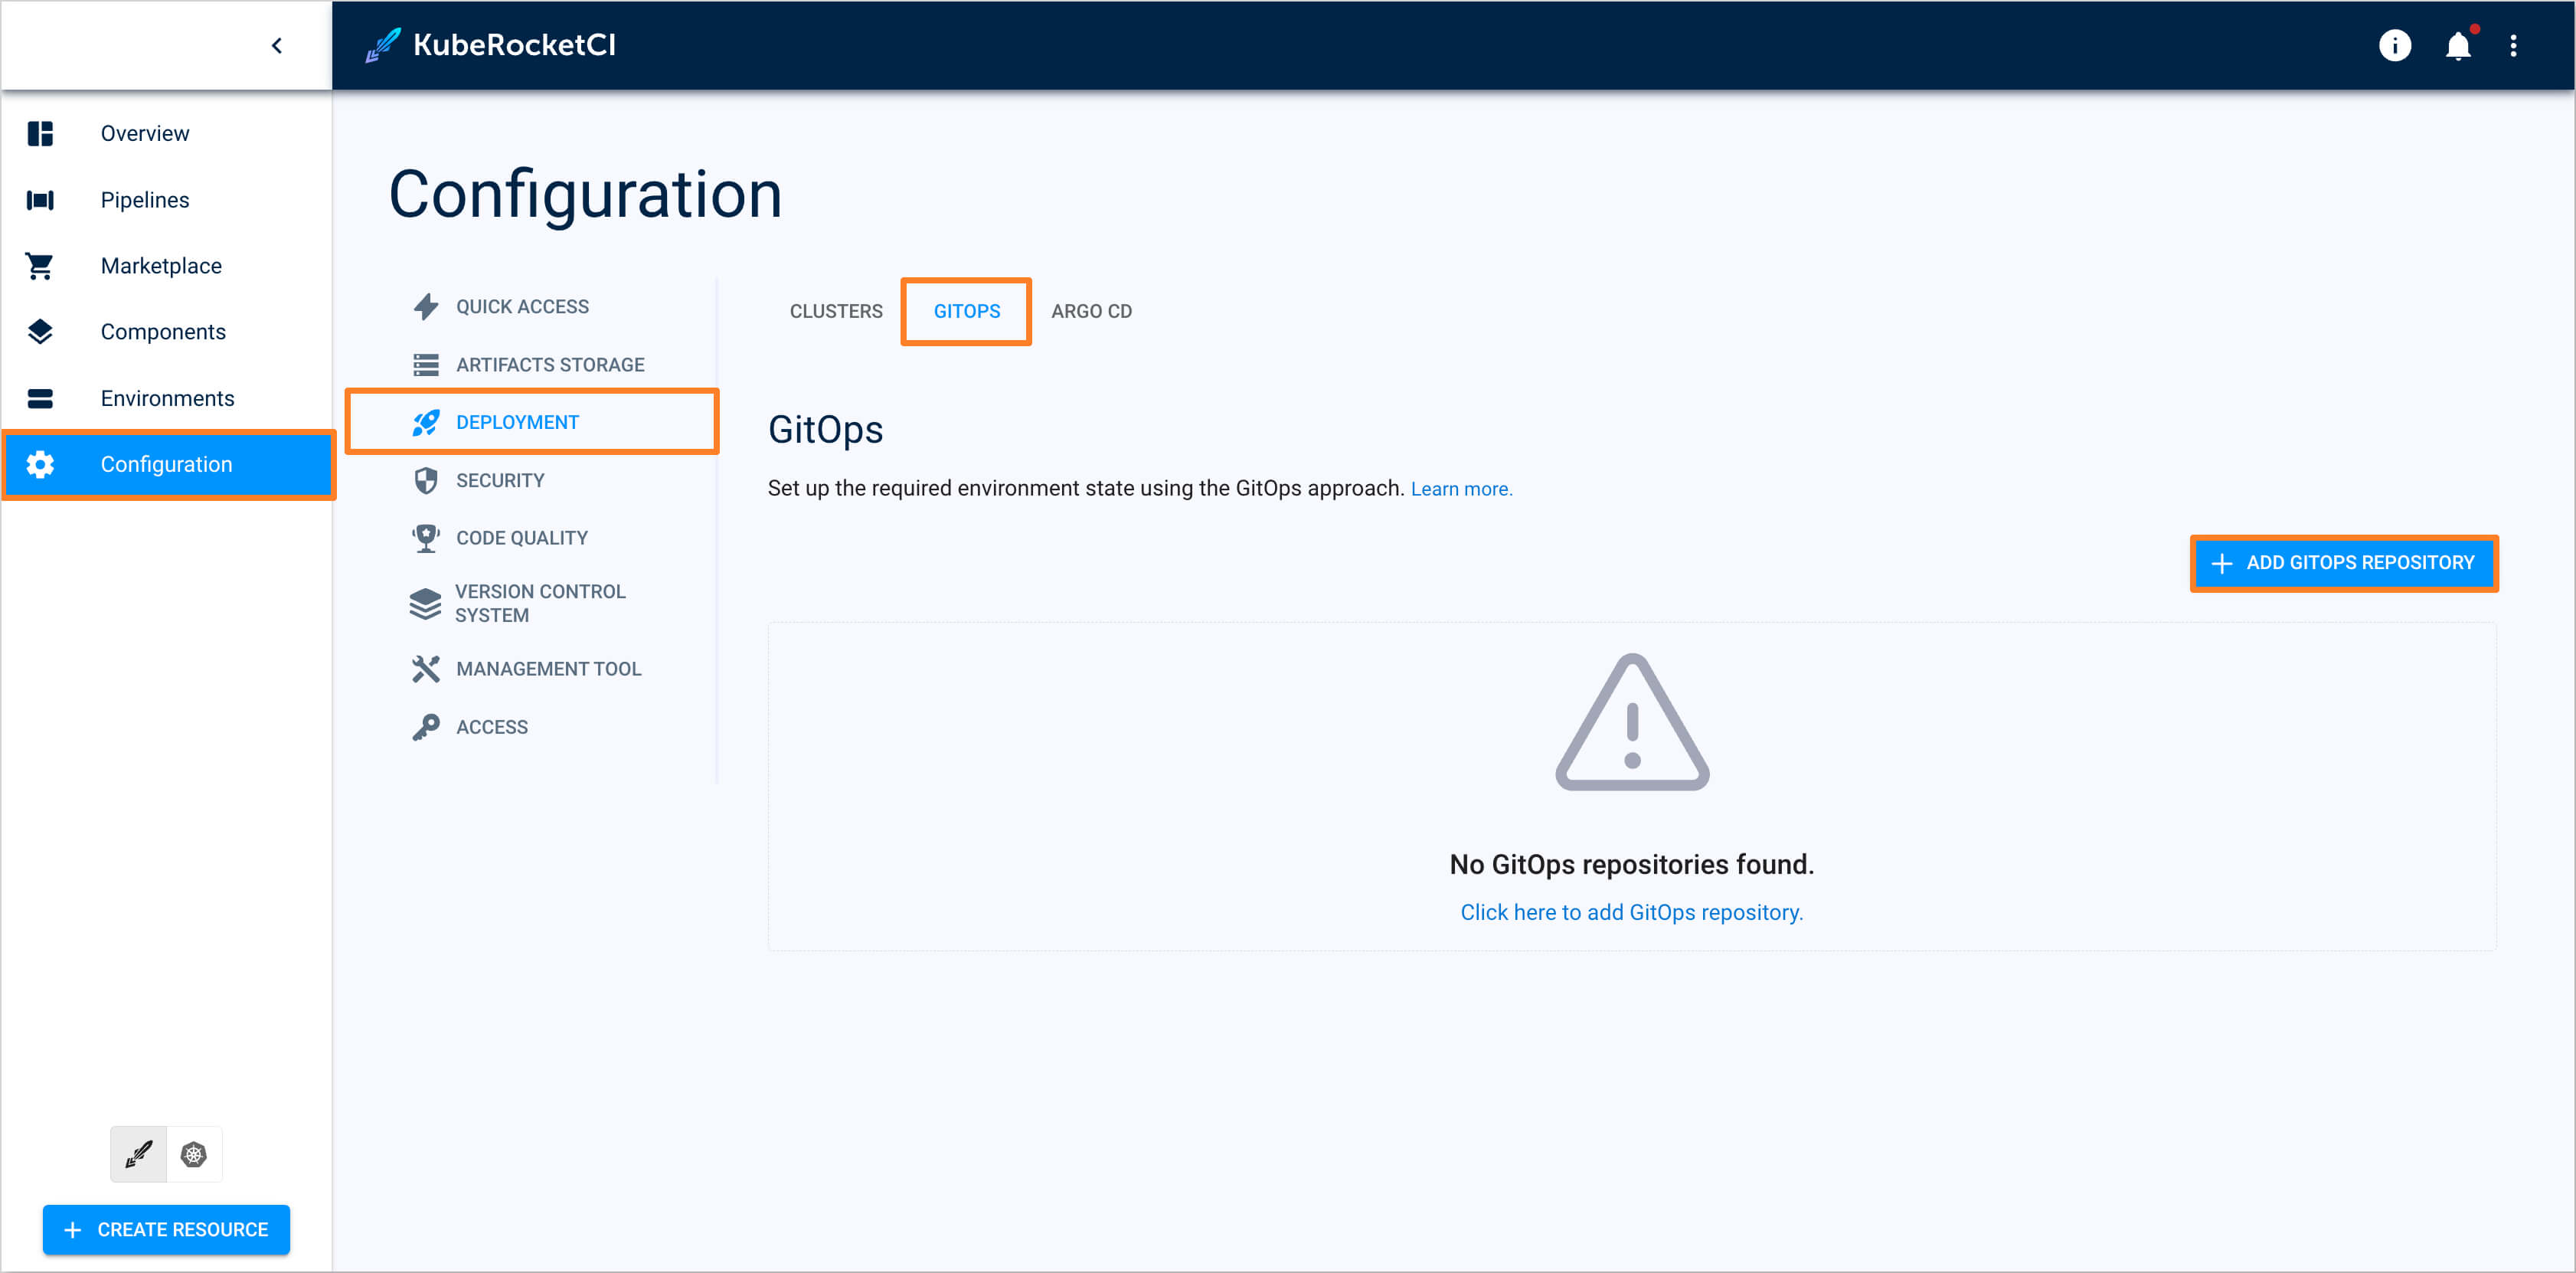 KubeRocketCI
Overview
Pipelines
Marketplace
Components
Environments
Configuration
CREATE RESOURCE
Configuration
QUICK ACCESS
ARTIFACTS STORAGE
DEPLOYMENT
SECURITY
CODE QUALITY
VERSION CONTROL
SYSTEM
MANAGEMENT TOOL
ACCESS
CLUSTERS GITOPS ARGO CD
GitOps
Set up the required environment state using the GitOps approach. Learn more.
ADD GITOPS REPOSITORY
No GitOps repositories found.
Click here to add GitOps repository.